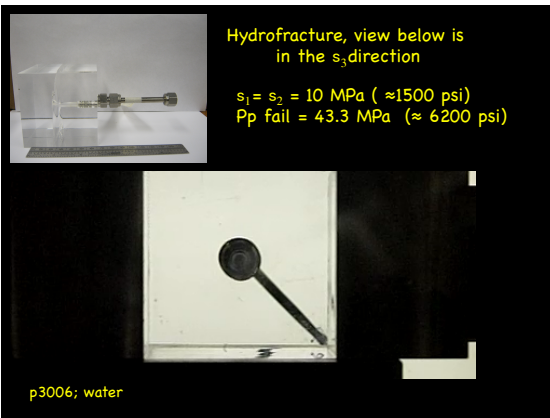 Hydrofracture, view below is
in the s₃direction
s₁= s₂ = 10 MPa ( ≈1500 psi)
Pp fail = 43.3 MPa (≈ 6200 psi)
p3006; water